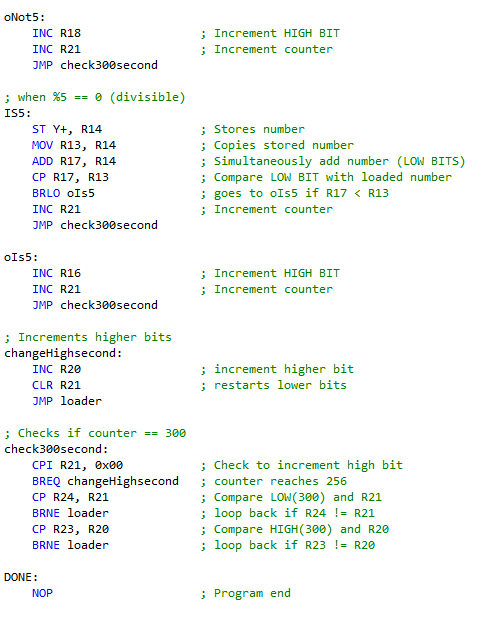 oNot5:
INC R18 ; Increment HIGH BIT
INC R21 ; Increment counter
JMP check300second
; when %5 == 0 (divisible)
IS5:
ST Y+, R14 ; Stores number
MOV R13, R14 ; Copies stored number
ADD R17, R14 ; Simultaneously add number (LOW BITS)
CP R17, R13 ; Compare LOW BIT with loaded number
BRLO oIs5 ; goes to oIs5 if R17 < R13
INC R21 ; Increment counter
JMP check300second
oIs5:
INC R16 ; Increment HIGH BIT
INC R21 ; Increment counter
JMP check300second
; Increments higher bits
changeHighsecond:
INC R20 ; increment higher bit
CLR R21 ; restarts lower bits
JMP loader
; Checks if counter == 300
check300second:
CPI R21, 0x00 ; Check to increment high bit
BREQ changeHighsecond ; counter reaches 256
CP R24, R21 ; Compare LOW(300) and R21
BRNE loader ; loop back if R24 != R21
CP R23, R20 ; Compare HIGH(300) and R20
BRNE loader ; loop back if R23 != R20
DONE:
NOP ; Program end